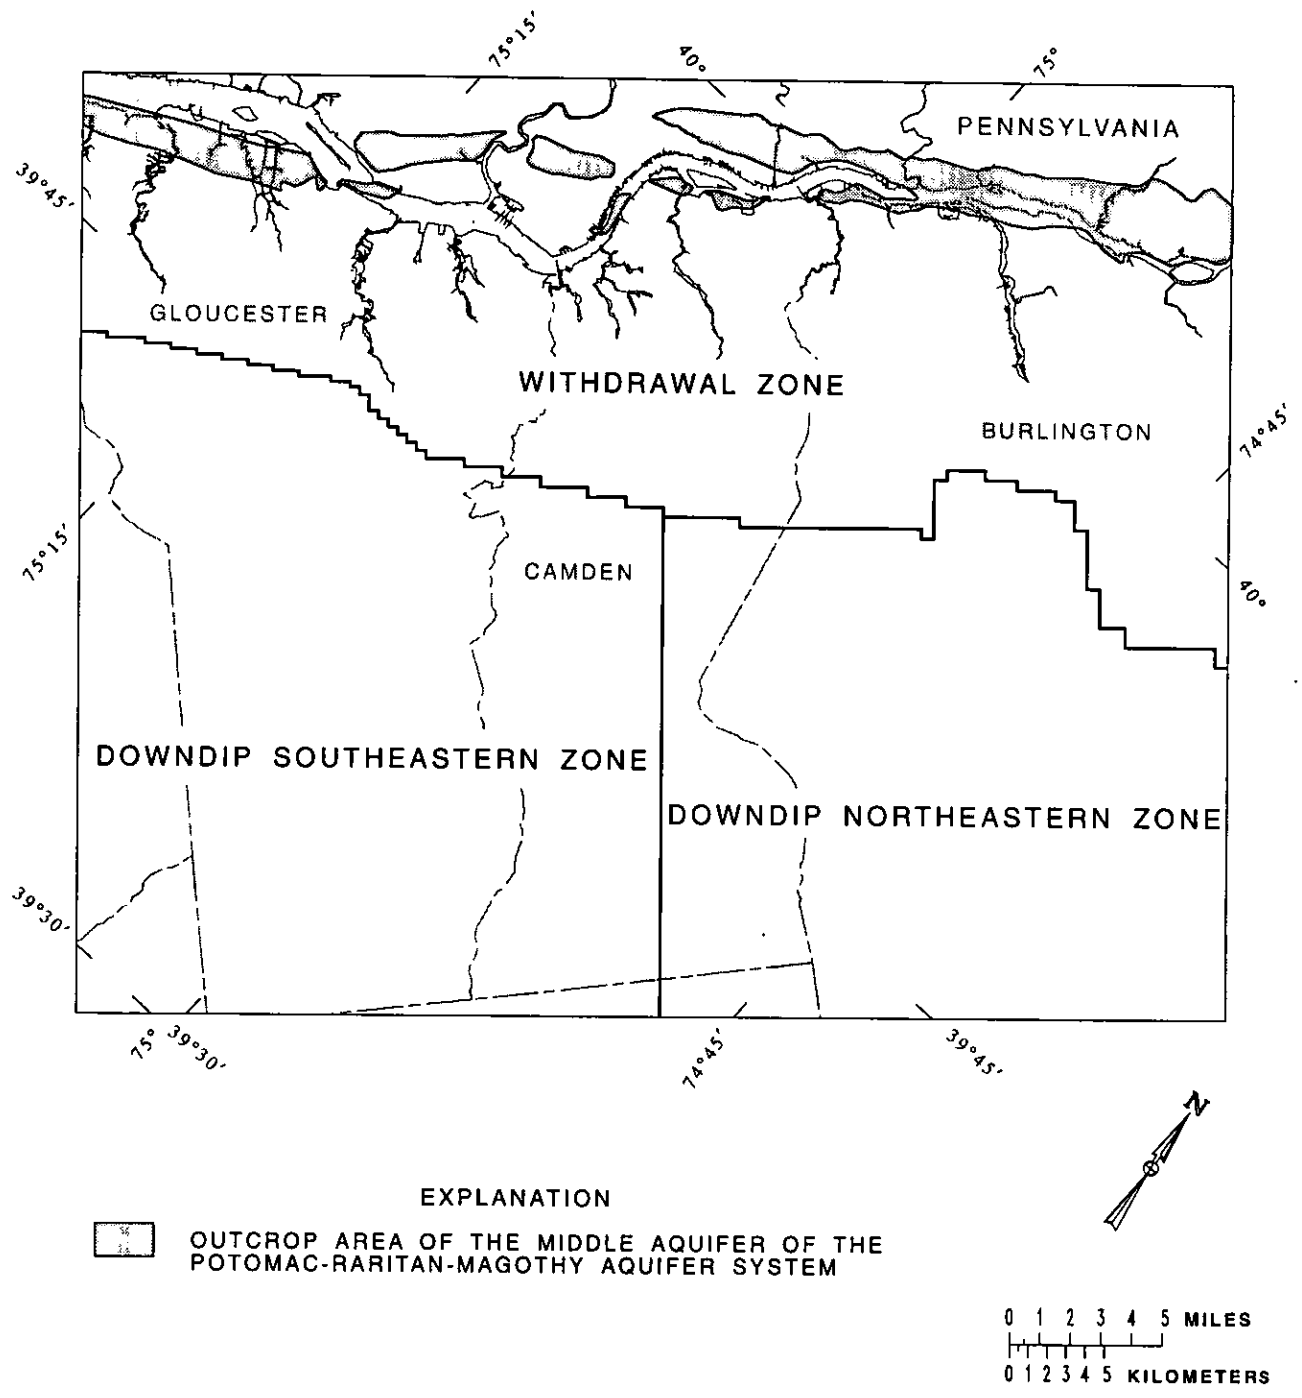 75°15'
40°
75°
PENNSYLVANIA
39°45'
GLOUCESTER
WITHDRAWAL ZONE
BURLINGTON
74°45'
75°15'
CAMDEN
40°
DOWNDIP SOUTHEASTERN ZONE
DOWNDIP NORTHEASTERN ZONE
39°30'
75°
39°30'
74°45'
39°45'
N
EXPLANATION
OUTCROP AREA OF THE MIDDLE AQUIFER OF THE
POTOMAC-RARITAN-MAGOTHY AQUIFER SYSTEM
0 1 2 3 4 5 MILES
0 1 2 3 4 5 KILOMETERS